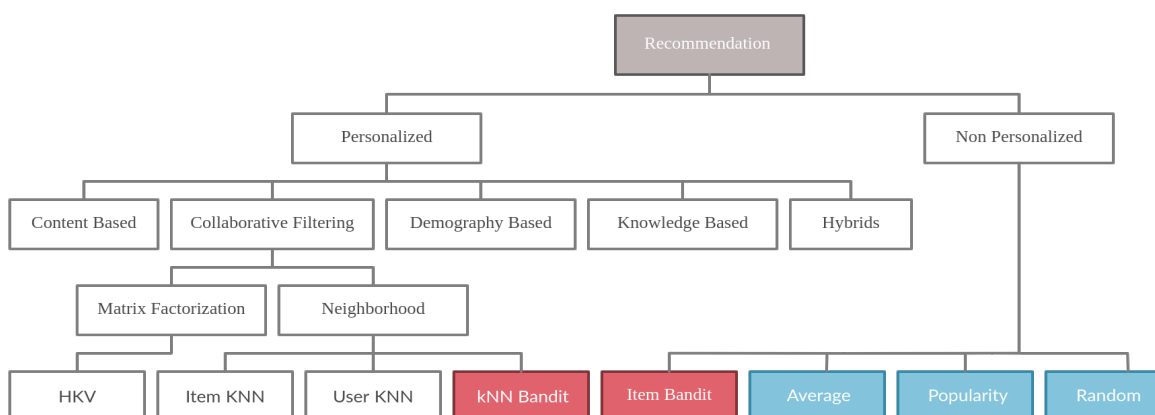 Recommendation
Personalized
Non Personalized
Content Based
Collaborative Filtering
Demography Based
Knowledge Based
Hybrids
Matrix Factorization
Neighborhood
HKV
Item KNN
User KNN
kNN Bandit
Item Bandit
Average
Popularity
Random